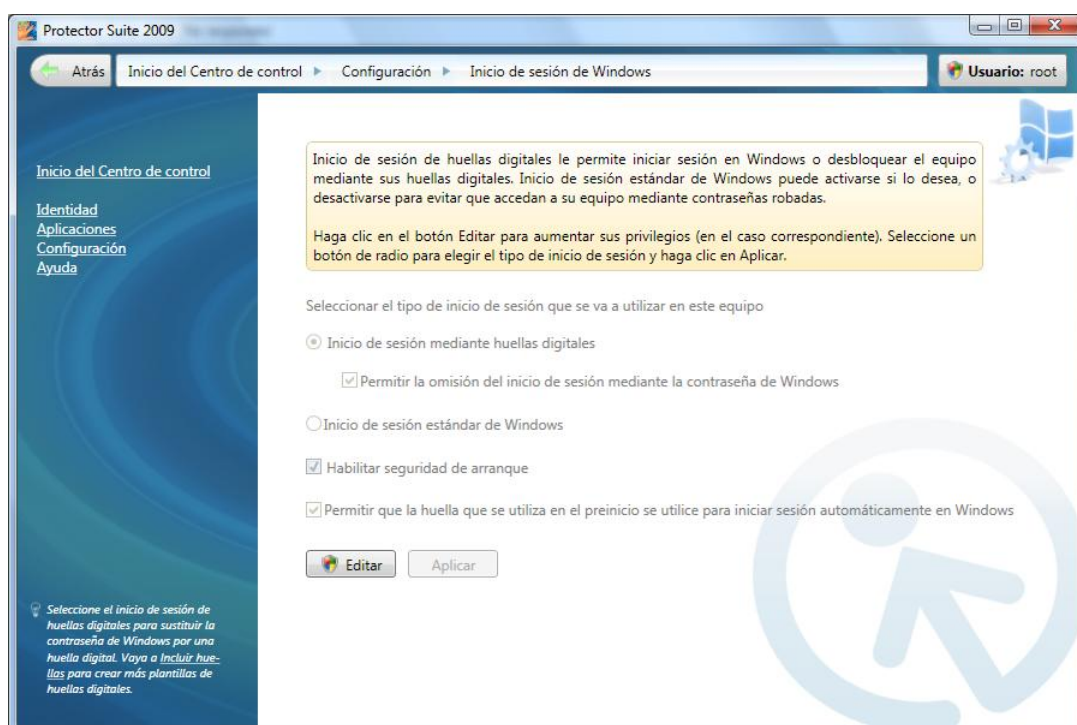 Protector Suite 2009
Atrás
Inicio del Centro de control
Configuración
Inicio de sesión de Windows
Usuario: root
Inicio del Centro de control
Identidad
Aplicaciones
Configuración
Ayuda
Inicio de sesión de huellas digitales le permite iniciar sesión en Windows o desbloquear el equipo
mediante sus huellas digitales. Inicio de sesión estándar de Windows puede activarse si lo desea, o
desactivarse para evitar que accedan a su equipo mediante contraseñas robadas.
Haga clic en el botón Editar para aumentar sus privilegios (en el caso correspondiente). Seleccione un
botón de radio para elegir el tipo de inicio de sesión y haga clic en Aplicar.
Seleccionar el tipo de inicio de sesión que se va a utilizar en este equipo
Inicio de sesión mediante huellas digitales
Permitir la omisión del inicio de sesión mediante la contraseña de Windows
Inicio de sesión estándar de Windows
Habilitar seguridad de arranque
Permitir que la huella que se utiliza en el preinicio se utilice para iniciar sesión automáticamente en Windows
Editar
Aplicar
Seleccione el inicio de sesión de
huellas digitales para sustituir la
contraseña de Windows por una
huella digital. Vaya a Incluir hue-
llas para crear más plantillas de
huellas digitales.